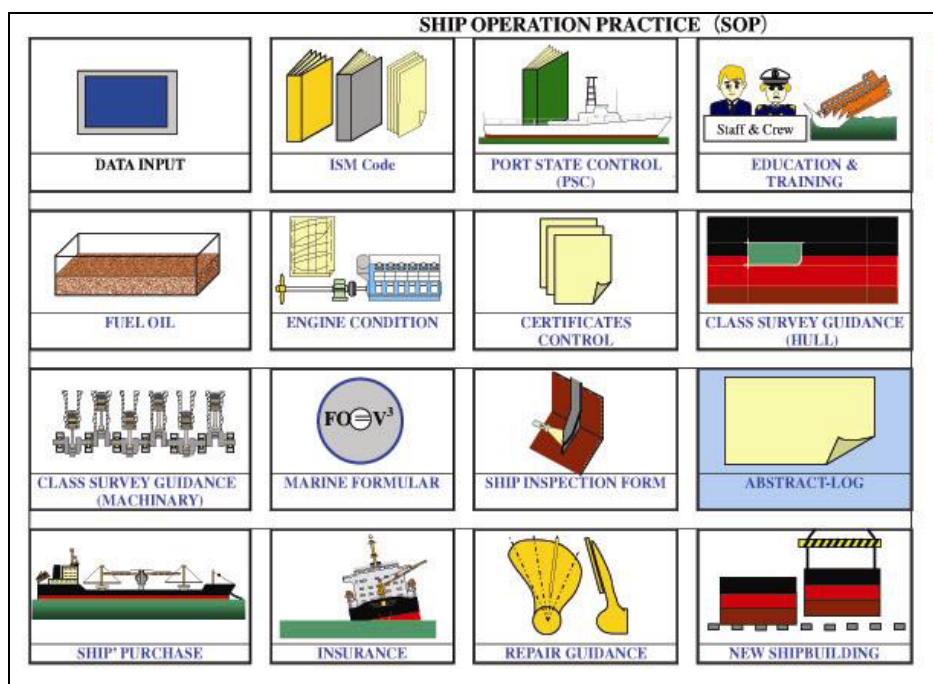 SHIP OPERATION PRACTICE (SOP)
DATA INPUT
ISM Code
PORT STATE CONTROL
(PSC)
Staff & Crew
EDUCATION &
TRAINING
FUEL OIL
ENGINE CONDITION
CERTIFICATES
CONTROL
CLASS SURVEY GUIDANCE
(HULL)
CLASS SURVEY GUIDANCE
(MACHINARY)
FO=V³
MARINE FORMULAR
SHIP INSPECTION FORM
ABSTRACT-LOG
SHIP' PURCHASE
INSURANCE
REPAIR GUIDANCE
NEW SHIPBUILDING